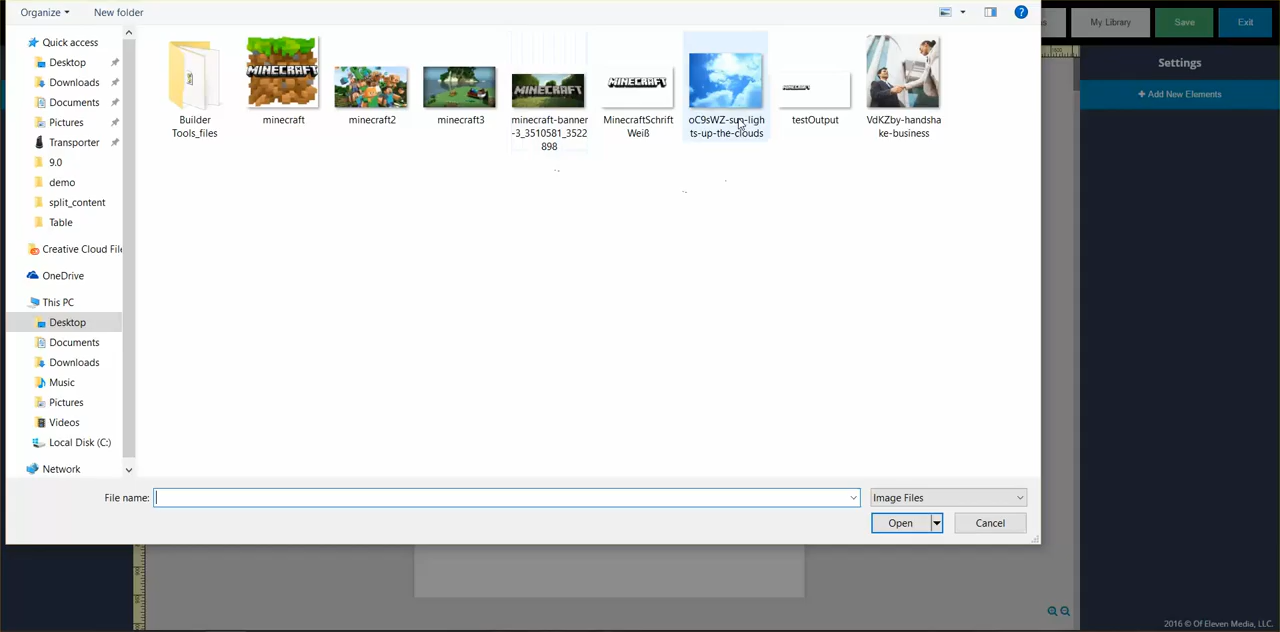 Organize
New folder
s
My Library
Save
Exit
Quick access
Desktop
Downloads
Documents
Pictures
Transporter
9.0
demo
split_content
Table
Creative Cloud File
OneDrive
This PC
Desktop
Documents
Downloads
Music
Pictures
Videos
Local Disk (C:)
Network
MINECRAFT
MINECRAFT
MINECRAFT
MINECRAFT
Builder
Tools_files
minecraft
minecraft2
minecraft3
minecraft-banner
-3_3510581_3522
898
MinecraftSchrift
Weiß
oC9sWZ-sun-ligh
ts-up-the-clouds
testOutput
VdKZby-handsha
ke-business
File name:
Image Files
Open
Cancel
Settings
+ Add New Elements
2016 © Of Eleven Media, LLC.